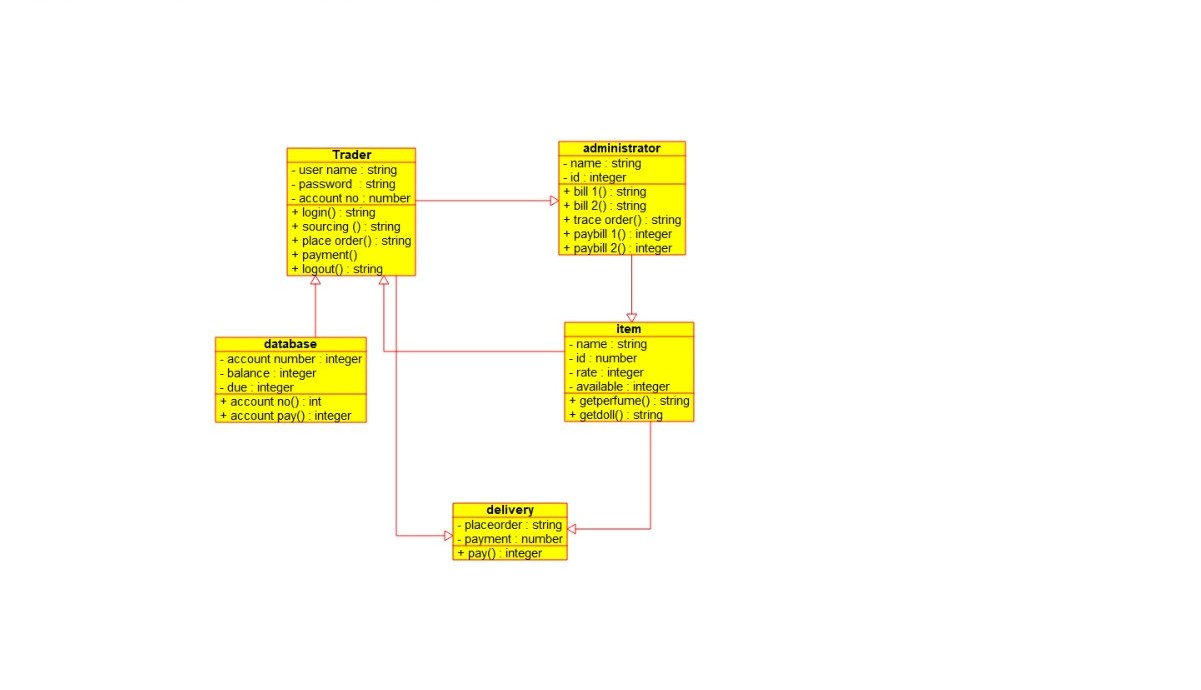 Trader
- user name : string
- password : string
- account no : number
+ login() : string
+ sourcing () : string
+ place order() : string
+ payment()
+ logout() : string
administrator
- name : string
- id : integer
+ bill 1() : string
+ bill 2() : string
+ trace order() : string
+ paybill 1() : integer
+ paybill 2() : integer
database
- account number : integer
- balance : integer
- due : integer
+ account no() : int
+ account pay() : integer
item
- name : string
- id : number
- rate : integer
- available : integer
+ getperfume() : string
+ getdoll() : string
delivery
- placeorder : string
- payment : number
+ pay() : integer